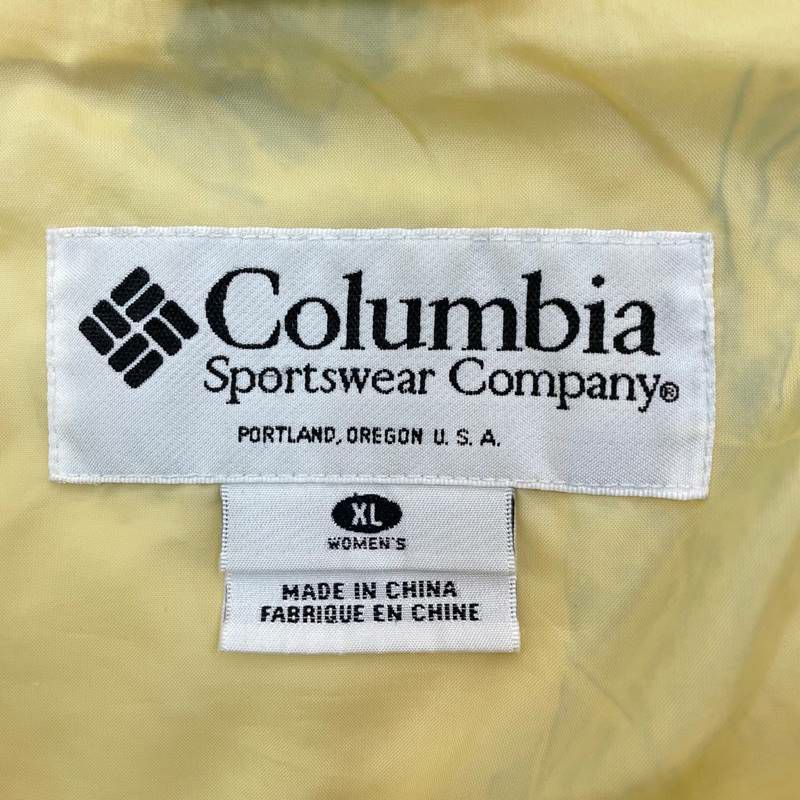 Columbia
Sportswear Company®
PORTLAND, OREGON U. S. A.
XL
WOMEN'S
MADE IN CHINA
FABRIQUE EN CHINE